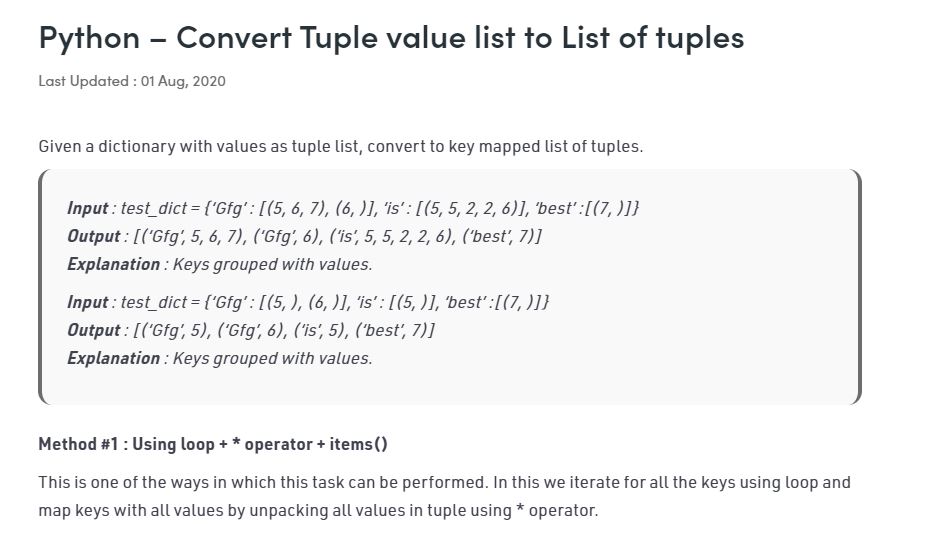 Python – Convert Tuple value list to List of tuples
Last Updated : 01 Aug, 2020
Given a dictionary with values as tuple list, convert to key mapped list of tuples.
Input : test_dict = {‘Gfg’ : [(5, 6, 7), (6, )], ‘is’ : [(5, 5, 2, 2, 6)], ‘best’ :[(7, )]}
Output : [(‘Gfg’, 5, 6, 7), (‘Gfg’, 6), (‘is’, 5, 5, 2, 2, 6), (‘best’, 7)]
Explanation : Keys grouped with values.
Input : test_dict = {‘Gfg’ : [(5, ), (6, )], ‘is’ : [(5, )], ‘best’ :[(7, )]}
Output : [(‘Gfg’, 5), (‘Gfg’, 6), (‘is’, 5), (‘best’, 7)]
Explanation : Keys grouped with values.
Method #1 : Using loop + * operator + items()
This is one of the ways in which this task can be performed. In this we iterate for all the keys using loop and
map keys with all values by unpacking all values in tuple using * operator.